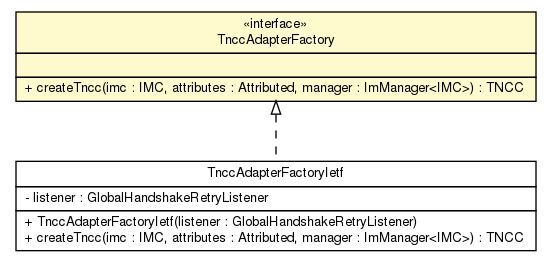 «interface»
TnccAdapterFactory
+ createTncc(imc : IMC, attributes : Attributed, manager : ImManager<IMC>) : TNCC
TnccAdapterFactoryIetf
- listener : GlobalHandshakeRetryListener
+ TnccAdapterFactoryIetf(listener : GlobalHandshakeRetryListener)
+ createTncc(imc : IMC, attributes : Attributed, manager : ImManager<IMC>) : TNCC